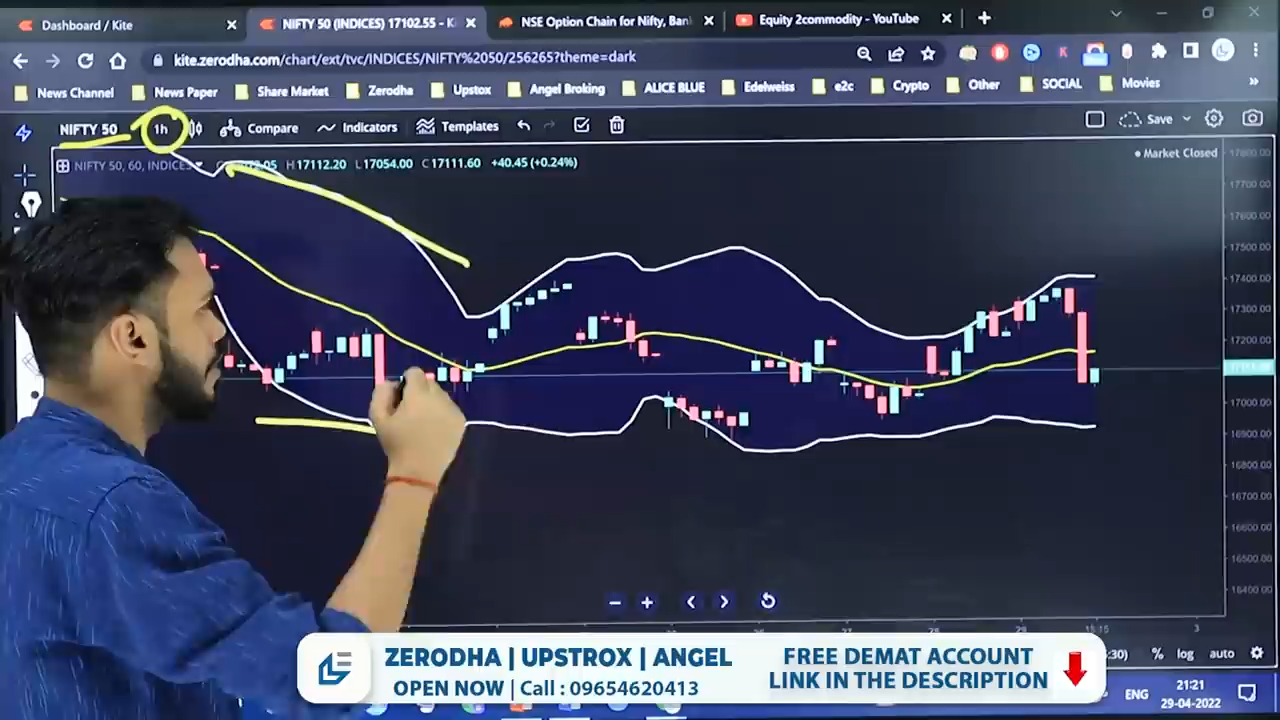 Dashboard / Kite
NIFTY 50 (INDICES) 17102.55 - K
NSE Option Chain for Nifty, Ban
Equity 2commodity - YouTube
kite.zerodha.com/chart/ext/tvc/INDICES/NIFTY%2050/256265?theme=dark
News Channel
News Paper
Share Market
Zerodha
Upstox
Angel Broking
ALICE BLUE
Edelweiss
e2c
Crypto
Other
SOCIAL
Movies
NIFTY 50
1h
Compare
Indicators
Templates
Save
NIFTY 50, 60, INDICES
H17112.20 L17054.00 C17111.60 +40.45 (+0.24%)
Market Closed
17800.00
17700.00
17600.00
17500.00
17400.00
17300.00
17200.00
17000.00
16900.00
16800.00
16700.00
16600.00
16500.00
16400.00
3
% log auto
ZERODHA | UPSTROX | ANGEL
OPEN NOW | Call : 09654620413
FREE DEMAT ACCOUNT
LINK IN THE DESCRIPTION
ENG
21:21
29-04-2022